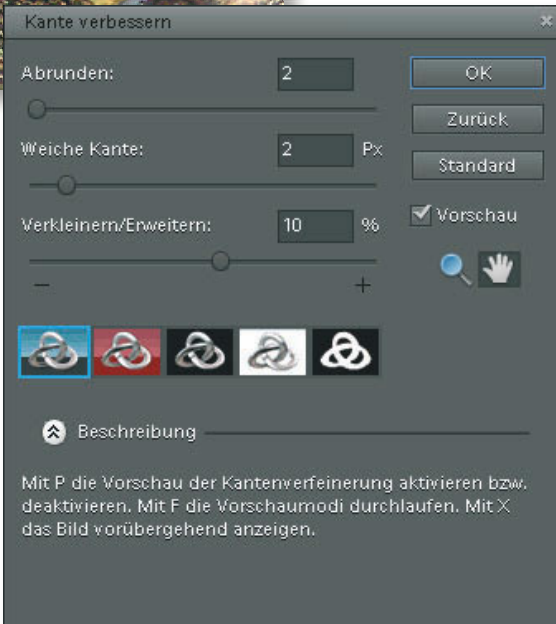 Kante verbessern
Abrunden: 2
OK
Zurück
Weiche Kante: 2 Px
Standard
Verkleinern/Erweitern: 10 %
Vorschau
− +
Beschreibung
Mit P die Vorschau der Kantenverfeinerung aktivieren bzw.
deaktivieren. Mit F die Vorschaumodi durchlaufen. Mit X
das Bild vorübergehend anzeigen.